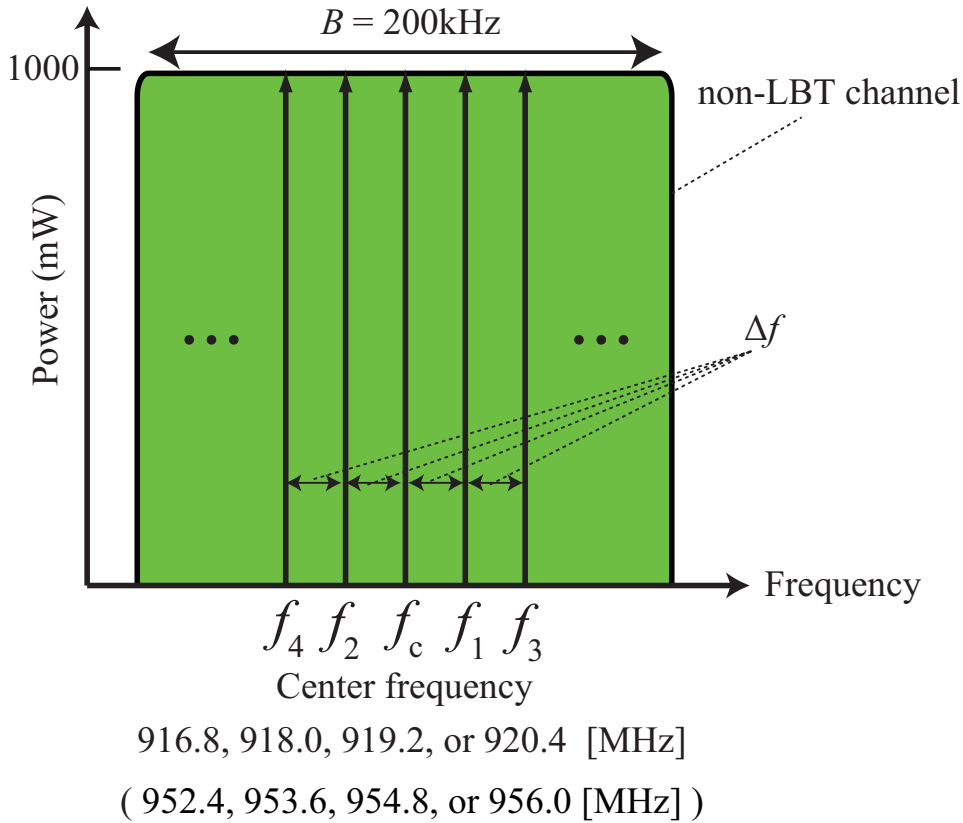 B = 200kHz
1000
non-LBT channel
Power (mW)
• • •
• • •
Δf
Frequency
f4 f2 fc f1 f3
Center frequency
916.8, 918.0, 919.2, or 920.4 [MHz]
( 952.4, 953.6, 954.8, or 956.0 [MHz] )